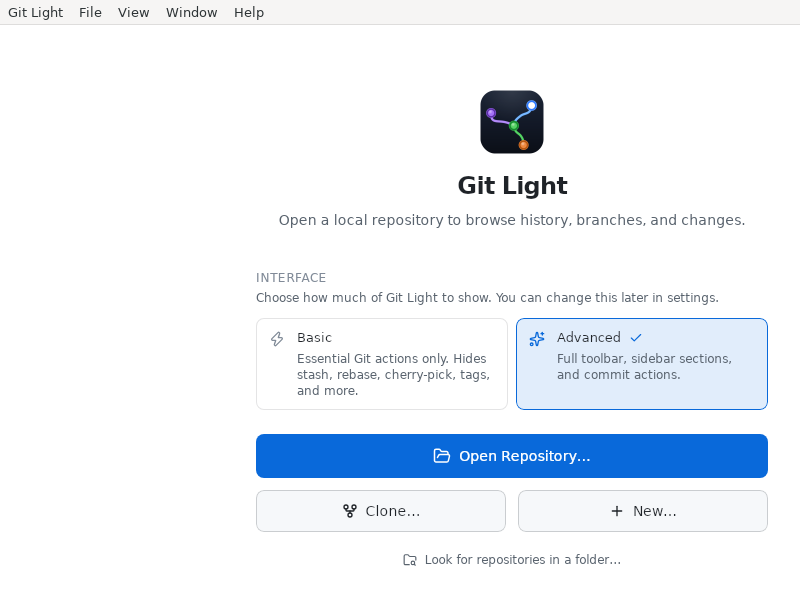 Git Light File View Window Help
Git Light
Open a local repository to browse history, branches, and changes.
INTERFACE
Choose how much of Git Light to show. You can change this later in settings.
Basic
Essential Git actions only. Hides
stash, rebase, cherry-pick, tags,
and more.
Advanced
Full toolbar, sidebar sections,
and commit actions.
Open Repository...
Clone...
New...
Look for repositories in a folder...